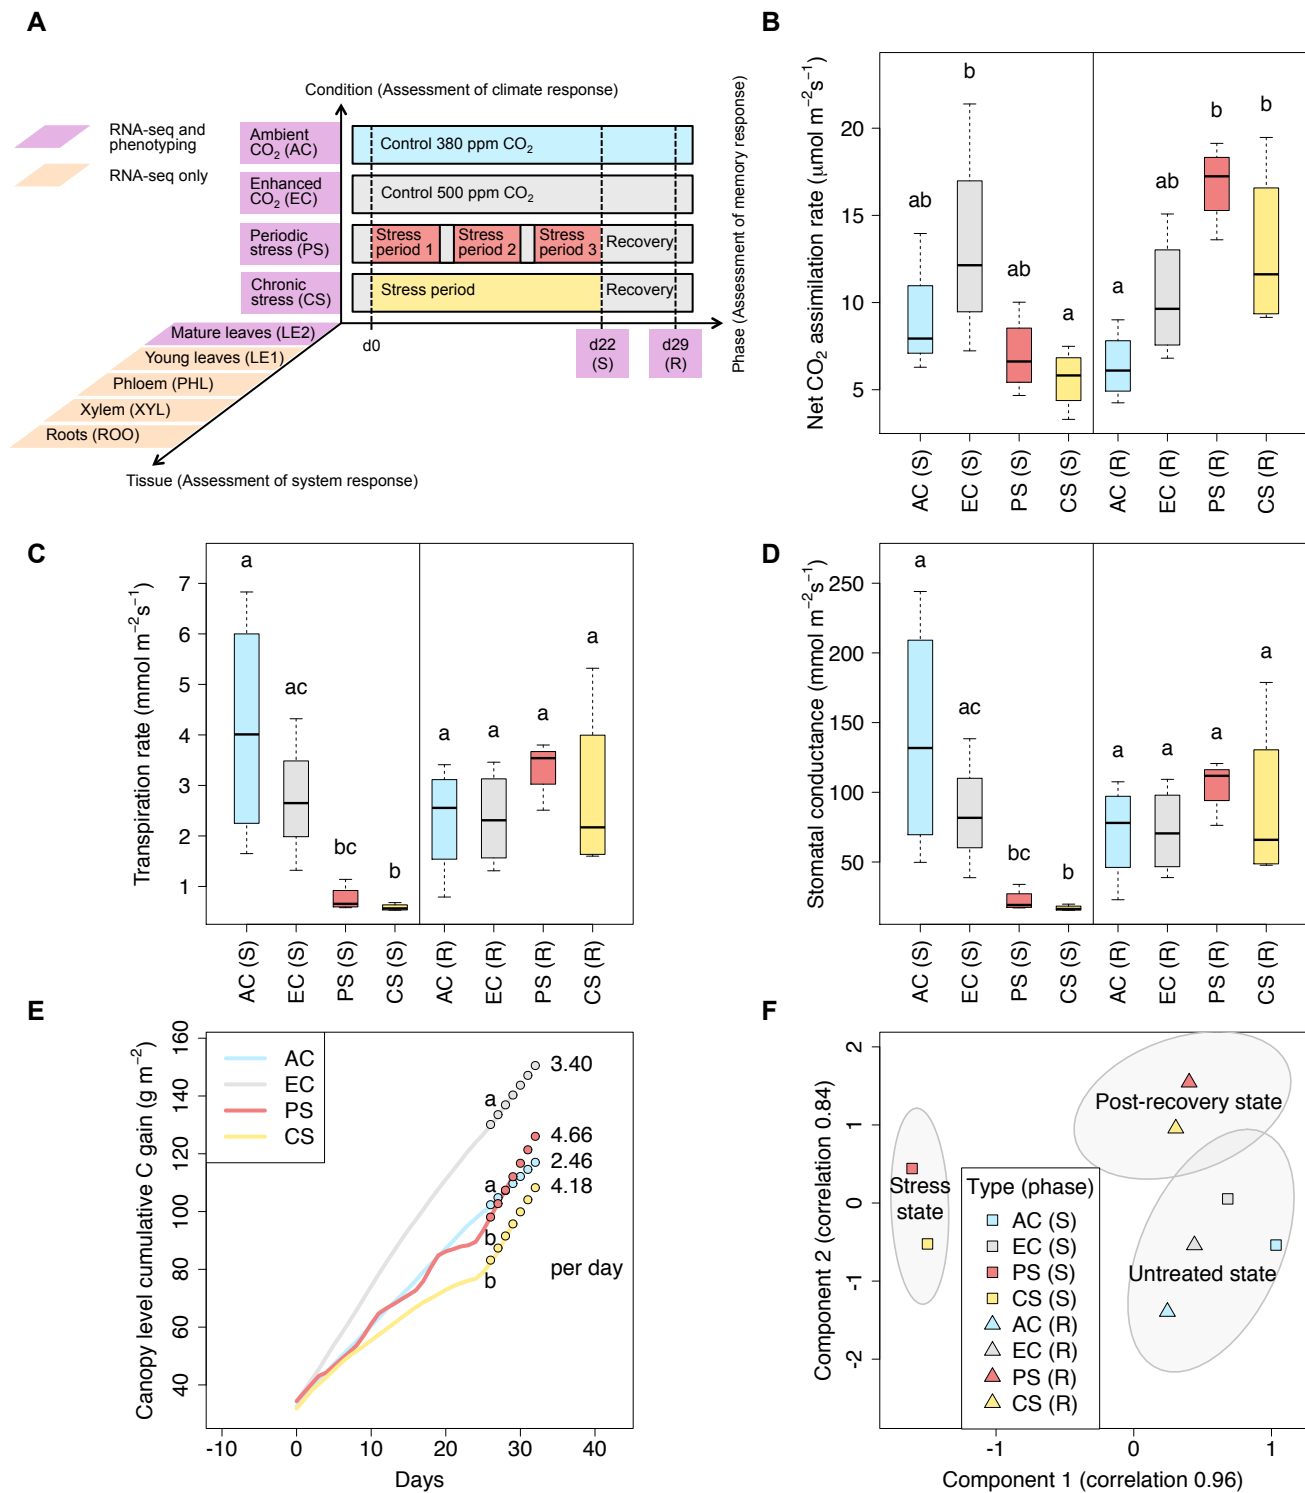 A
Condition (Assessment of climate response)
RNA-seq and
phenotyping
RNA-seq only
Ambient
CO2 (AC)
Control 380 ppm CO2
Enhanced
CO2 (EC)
Control 500 ppm CO2
Periodic
stress (PS)
Stress
period 1
Stress
period 2
Stress
period 3
Recovery
Chronic
stress (CS)
Stress period
Recovery
Mature leaves (LE2)
Young leaves (LE1)
Phloem (PHL)
Xylem (XYL)
Roots (ROO)
d0
d22
(S)
d29
(R)
Phase (Assessment of memory response)
Tissue (Assessment of system response)
B
Net CO2 assimilation rate (μmol m−2s−1)
20
15
10
5
ab
b
ab
a
a
ab
b
b
AC (S)
EC (S)
PS (S)
CS (S)
AC (R)
EC (R)
PS (R)
CS (R)
C
Transpiration rate (mmol m−2s−1)
7
6
5
4
3
2
1
a
ac
bc
b
a
a
a
a
AC (S)
EC (S)
PS (S)
CS (S)
AC (R)
EC (R)
PS (R)
CS (R)
D
Stomatal conductance (mmol m−2s−1)
250
200
150
100
50
a
ac
bc
b
a
a
a
a
AC (S)
EC (S)
PS (S)
CS (S)
AC (R)
EC (R)
PS (R)
CS (R)
E
Canopy level cumulative C gain (g m−2)
160
140
120
100
80
60
40
AC
EC
PS
CS
a
a
b
b
3.40
4.66
2.46
4.18
per day
-10
0
10
20
30
40
Days
F
Component 2 (correlation 0.84)
2
1
0
-1
-2
Post-recovery state
Stress
state
Untreated state
Type (phase)
AC (S)
EC (S)
PS (S)
CS (S)
AC (R)
EC (R)
PS (R)
CS (R)
-1
0
1
Component 1 (correlation 0.96)